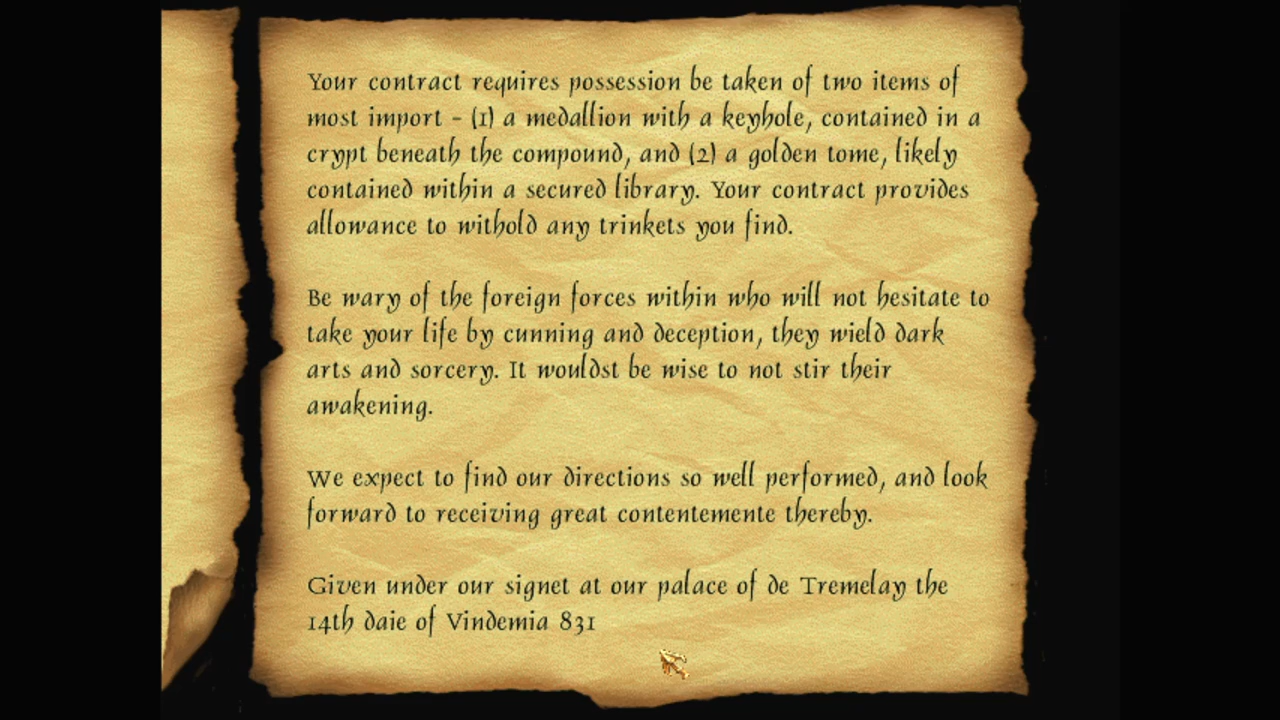 Your contract requires possession be taken of two items of
most import - (1) a medallion with a keyhole, contained in a
crypt beneath the compound, and (2) a golden tome, likely
contained within a secured library. Your contract provides
allowance to withold any trinkets you find.
Be wary of the foreign forces within who will not hesitate to
take your life by cunning and deception, they wield dark
arts and sorcery. It wouldst be wise to not stir their
awakening.
We expect to find our directions so well performed, and look
forward to receiving great contentemente thereby.
Given under our signet at our palace of de Tremelay the
14th daie of Vindemia 831